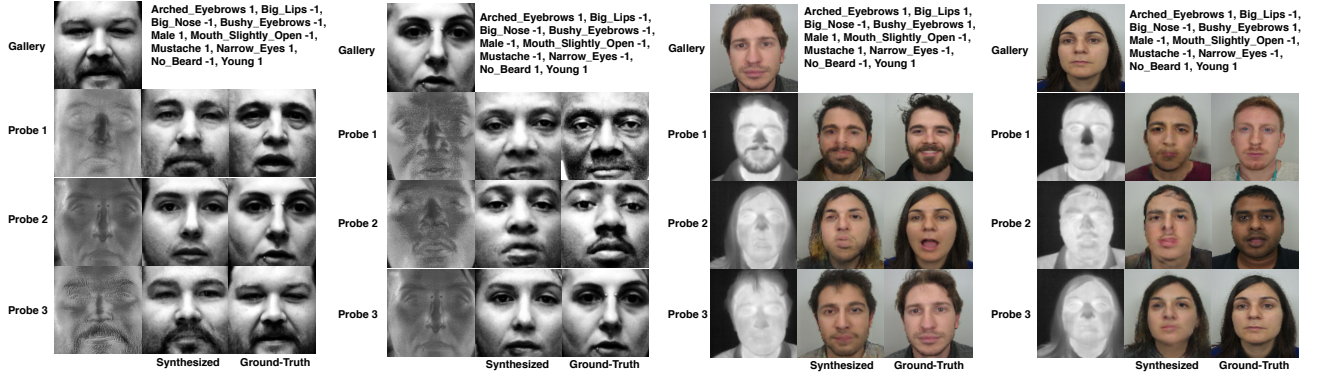 Gallery
Arched_Eyebrows 1, Big_Lips -1,
Big_Nose -1, Bushy_Eyebrows -1,
Male 1, Mouth_Slightly_Open -1,
Mustache 1, Narrow_Eyes 1,
No_Beard -1, Young 1
Probe 1
Probe 2
Probe 3
Synthesized
Ground-Truth
Gallery
Arched_Eyebrows 1, Big_Lips -1,
Big_Nose -1, Bushy_Eyebrows -1,
Male -1, Mouth_Slightly_Open -1,
Mustache -1, Narrow_Eyes -1,
No_Beard 1, Young 1
Probe 1
Probe 2
Probe 3
Synthesized
Ground-Truth
Gallery
Arched_Eyebrows 1, Big_Lips 1,
Big_Nose -1, Bushy_Eyebrows 1,
Male 1, Mouth_Slightly_Open -1,
Mustache 1, Narrow_Eyes -1,
No_Beard -1, Young 1
Probe 1
Probe 2
Probe 3
Synthesized
Ground-Truth
Gallery
Arched_Eyebrows 1, Big_Lips -1,
Big_Nose -1, Bushy_Eyebrows -1,
Male -1, Mouth_Slightly_Open -1,
Mustache -1, Narrow_Eyes -1,
No_Beard 1, Young 1
Probe 1
Probe 2
Probe 3
Synthesized
Ground-Truth